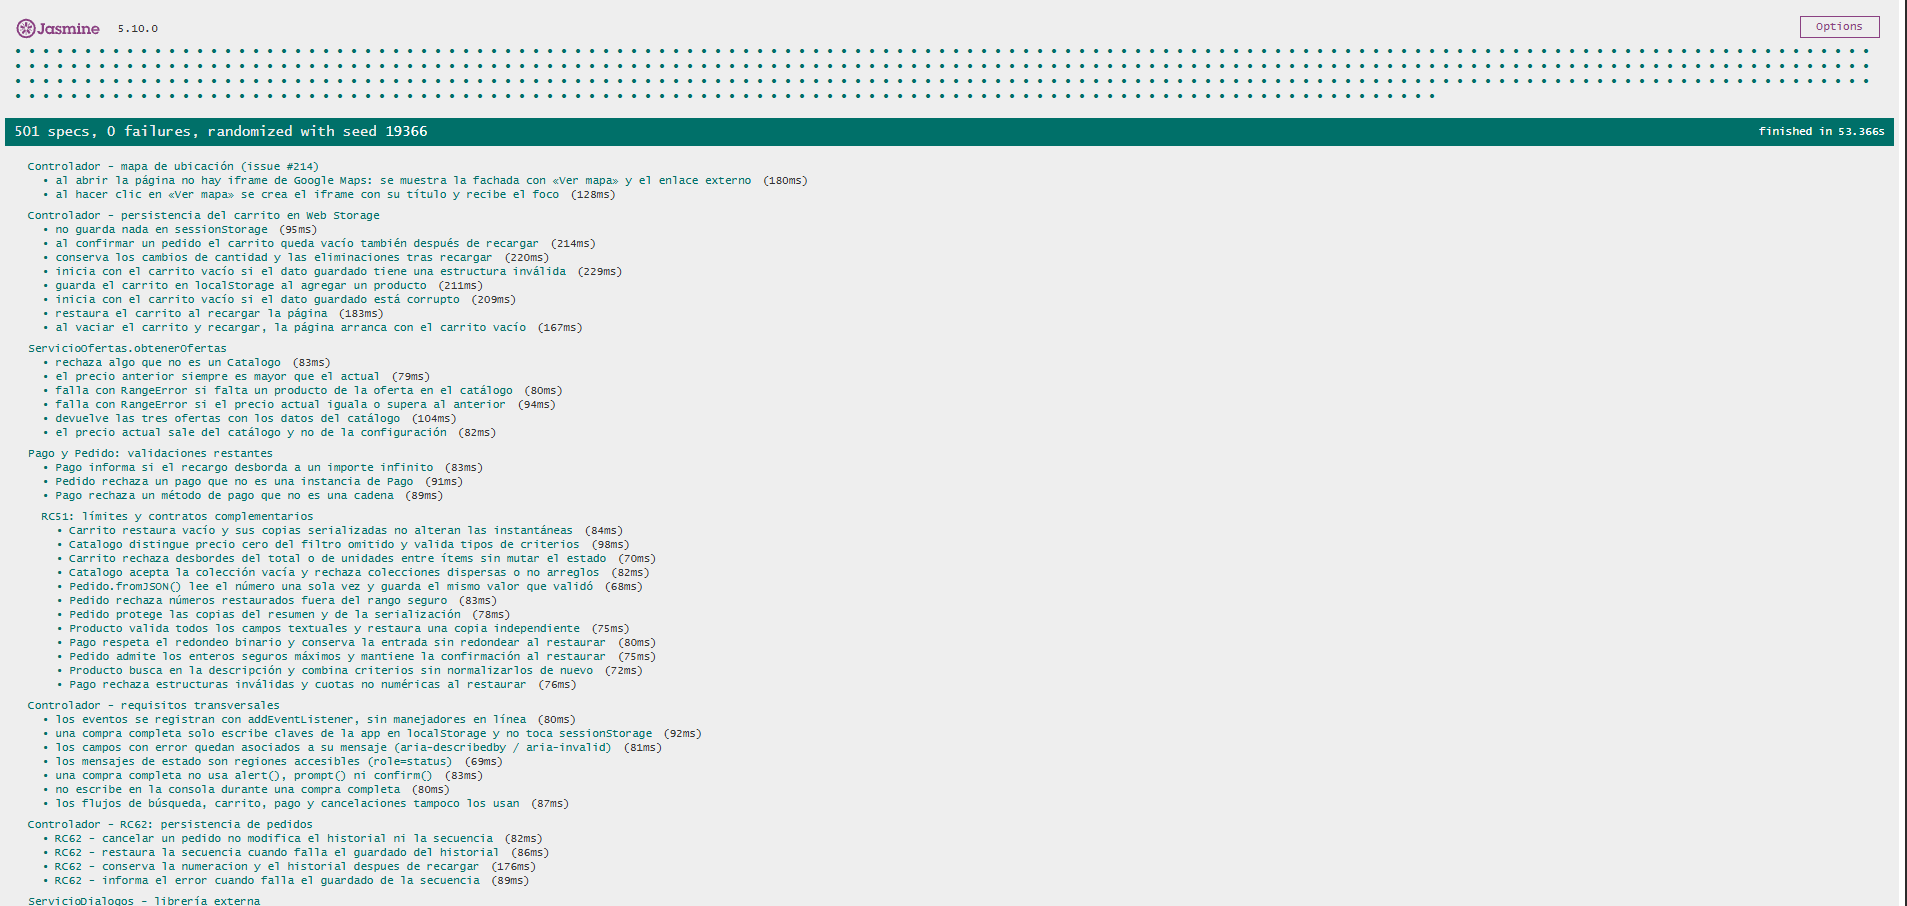 Jasmine 5.10.0
Options
501 specs, 0 failures, randomized with seed 19366
finished in 53.366s
Controlador - mapa de ubicación (issue #214)
• al abrir la página no hay iframe de Google Maps: se muestra la fachada con «Ver mapa» y el enlace externo (180ms)
• al hacer clic en «Ver mapa» se crea el iframe con su título y recibe el foco (128ms)
Controlador - persistencia del carrito en Web Storage
• no guarda nada en sessionStorage (95ms)
• al confirmar un pedido el carrito queda vacío también después de recargar (214ms)
• conserva los cambios de cantidad y las eliminaciones tras recargar (220ms)
• inicia con el carrito vacío si el dato guardado tiene una estructura inválida (229ms)
• guarda el carrito en localStorage al agregar un producto (211ms)
• inicia con el carrito vacío si el dato guardado está corrupto (209ms)
• restaura el carrito al recargar la página (183ms)
• al vaciar el carrito y recargar, la página arranca con el carrito vacío (167ms)
ServicioOfertas.obtenerOfertas
• rechaza algo que no es un Catalogo (83ms)
• el precio anterior siempre es mayor que el actual (79ms)
• falla con RangeError si falta un producto de la oferta en el catálogo (80ms)
• falla con RangeError si el precio actual iguala o supera al anterior (94ms)
• devuelve las tres ofertas con los datos del catálogo (104ms)
• el precio actual sale del catálogo y no de la configuración (82ms)
Pago y Pedido: validaciones restantes
• Pago informa si el recargo desborda a un importe infinito (83ms)
• Pedido rechaza un pago que no es una instancia de Pago (91ms)
• Pago rechaza un método de pago que no es una cadena (89ms)
RC51: límites y contratos complementarios
• Carrito restaura vacío y sus copias serializadas no alteran las instantáneas (84ms)
• Catalogo distingue precio cero del filtro omitido y valida tipos de criterios (98ms)
• Carrito rechaza desbordes del total o de unidades entre ítems sin mutar el estado (70ms)
• Catalogo acepta la colección vacía y rechaza colecciones dispersas o no arreglos (82ms)
• Pedido.fromJSON() lee el número una sola vez y guarda el mismo valor que validó (68ms)
• Pedido rechaza números restaurados fuera del rango seguro (83ms)
• Pedido protege las copias del resumen y de la serialización (78ms)
• Producto valida todos los campos textuales y restaura una copia independiente (75ms)
• Pago respeta el redondeo binario y conserva la entrada sin redondear al restaurar (80ms)
• Pedido admite los enteros seguros máximos y mantiene la confirmación al restaurar (75ms)
• Producto busca en la descripción y combina criterios sin normalizarlos de nuevo (72ms)
• Pago rechaza estructuras inválidas y cuotas no numéricas al restaurar (76ms)
Controlador - requisitos transversales
• los eventos se registran con addEventListener, sin manejadores en línea (80ms)
• una compra completa solo escribe claves de la app en localStorage y no toca sessionStorage (92ms)
• los campos con error quedan asociados a su mensaje (aria-describedby / aria-invalid) (81ms)
• los mensajes de estado son regiones accesibles (role=status) (69ms)
• una compra completa no usa alert(), prompt() ni confirm() (83ms)
• no escribe en la consola durante una compra completa (80ms)
• los flujos de búsqueda, carrito, pago y cancelaciones tampoco los usan (87ms)
Controlador - RC62: persistencia de pedidos
• RC62 - cancelar un pedido no modifica el historial ni la secuencia (82ms)
• RC62 - restaura la secuencia cuando falla el guardado del historial (86ms)
• RC62 - conserva la numeracion y el historial despues de recargar (176ms)
• RC62 - informa el error cuando falla el guardado de la secuencia (89ms)
ServicioDialogos - librería externa